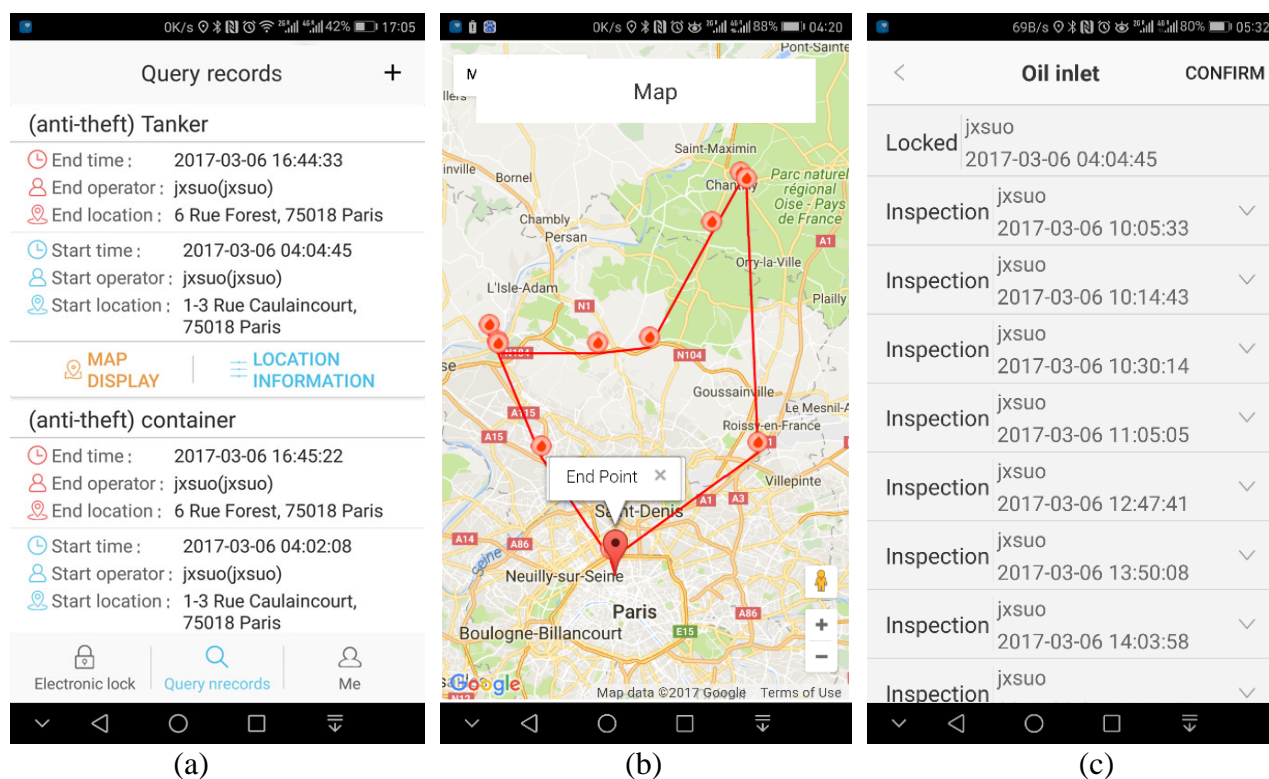 0K/s 42% 17:05
Query records +
(anti-theft) Tanker
End time : 2017-03-06 16:44:33
End operator : jxsuo(jxsuo)
End location : 6 Rue Forest, 75018 Paris
Start time : 2017-03-06 04:04:45
Start operator : jxsuo(jxsuo)
Start location : 1-3 Rue Caulaincourt,
75018 Paris
MAP
DISPLAY
LOCATION
INFORMATION
(anti-theft) container
End time : 2017-03-06 16:45:22
End operator : jxsuo(jxsuo)
End location : 6 Rue Forest, 75018 Paris
Start time : 2017-03-06 04:02:08
Start operator : jxsuo(jxsuo)
Start location : 1-3 Rue Caulaincourt,
75018 Paris
Electronic lock Query nrecords Me
(a)
0K/s 88% 04:20
Pont-Sainte
M
Map
llers
Saint-Maximin
inville
Bornel
Chambly
Parc naturel
régional
Oise - Pays
de France
Chambly
Persan
A1
Orry-la-Ville
L'Isle-Adam
N1
Plailly
N184
N104
se
Goussainville
A115
Le Mesnil-A
A15
Roissy-en-France
A15
A1
End Point ×
Villepinte
A1 A3
Saint-Denis
A14
A86
seine
Neuilly-sur-Seine
Paris
A86
Boulogne-Billancourt
E15
+
−
Google
Map data ©2017 Google Terms of Use
N12
(b)
69B/s 80% 05:32
< Oil inlet CONFIRM
Locked jxsuo
2017-03-06 04:04:45
Inspection jxsuo
2017-03-06 10:05:33
Inspection jxsuo
2017-03-06 10:14:43
Inspection jxsuo
2017-03-06 10:30:14
Inspection jxsuo
2017-03-06 11:05:05
Inspection jxsuo
2017-03-06 12:47:41
Inspection jxsuo
2017-03-06 13:50:08
Inspection jxsuo
2017-03-06 14:03:58
Inspection jxsuo
(c)